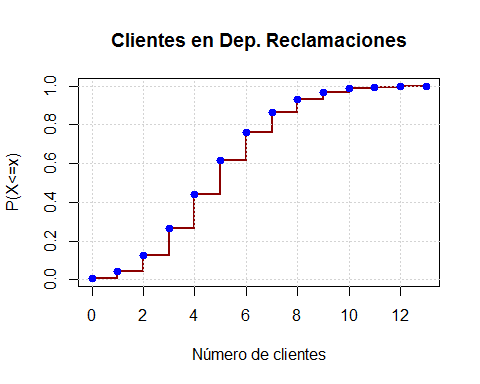 Clientes en Dep. Reclamaciones
P(X<=x)
1.0
0.8
0.6
0.4
0.2
0.0
0 2 4 6 8 10 12
Número de clientes